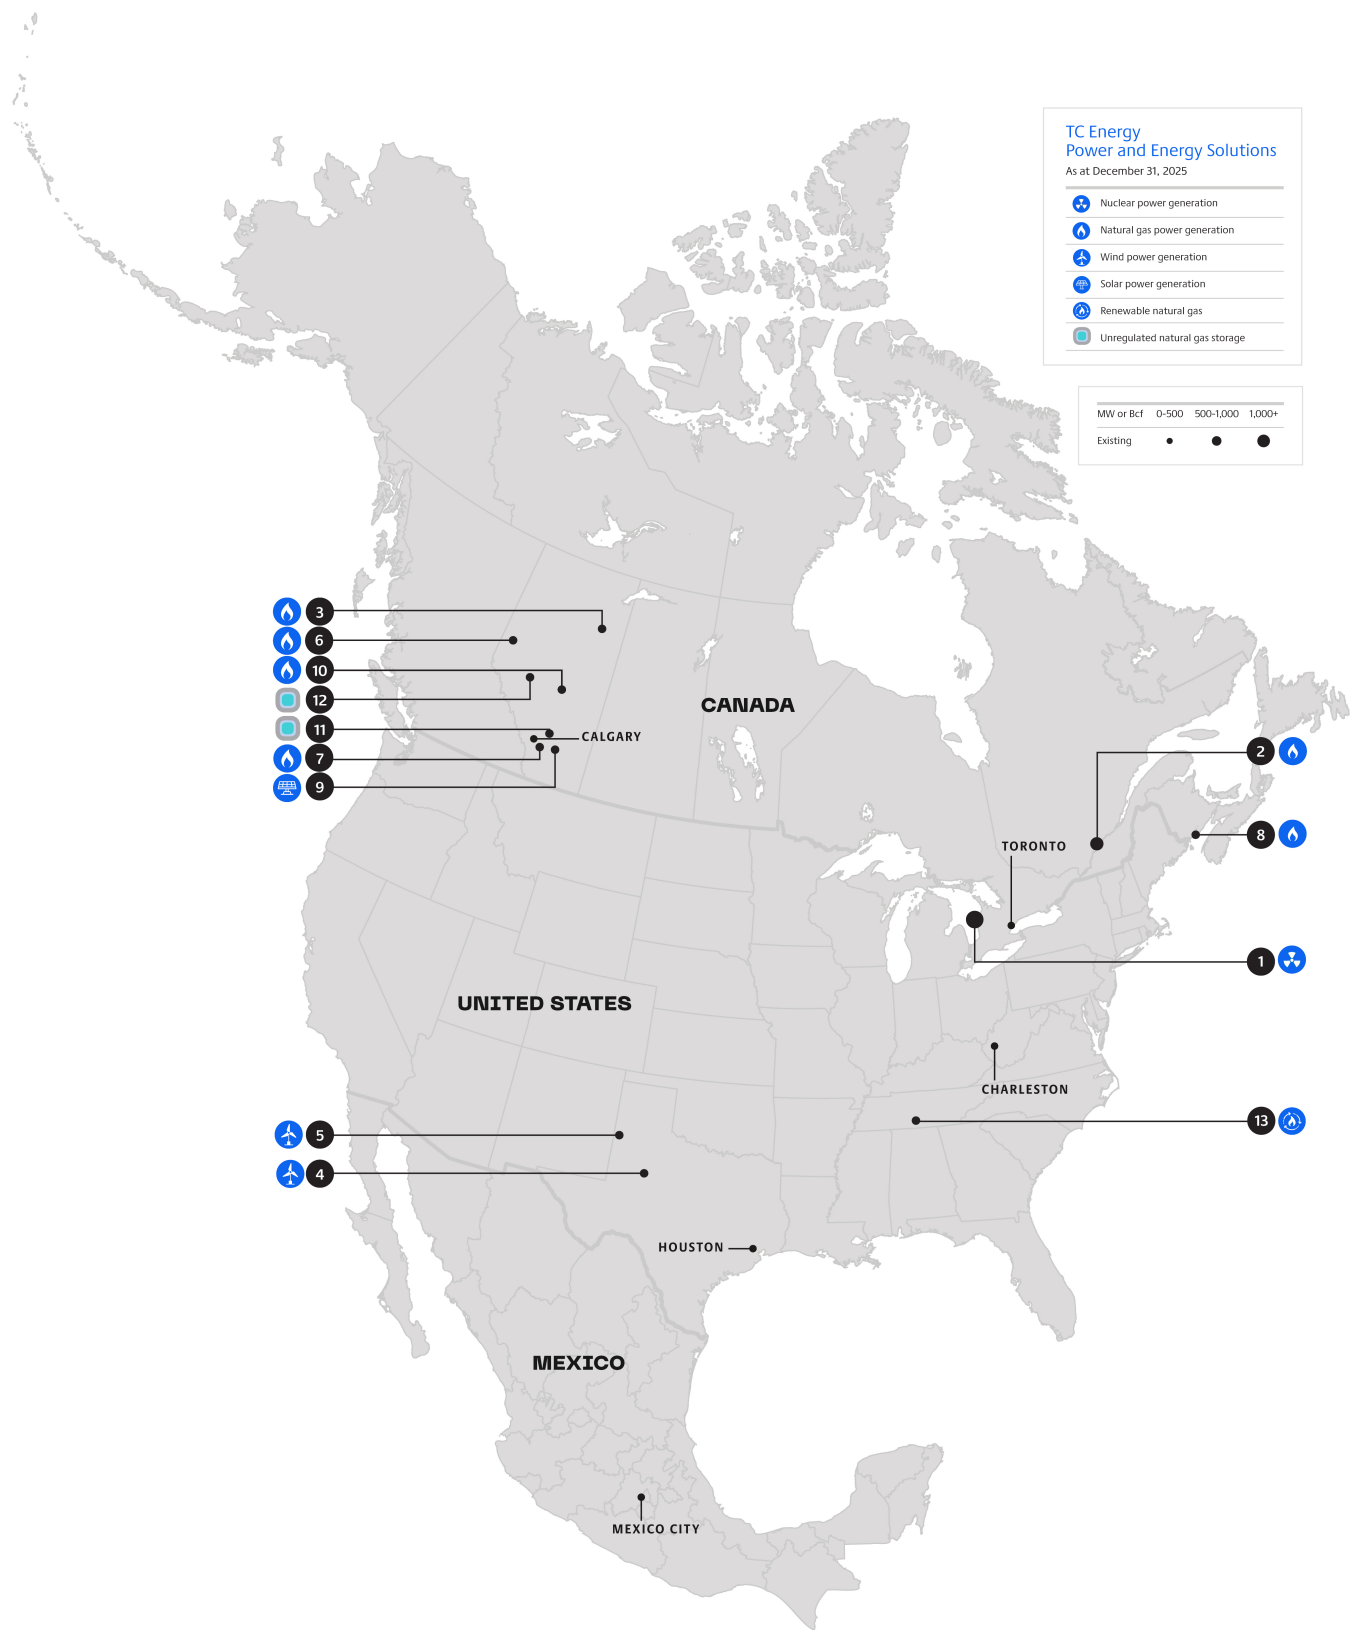 TC Energy
Power and Energy Solutions
As at December 31, 2025
Nuclear power generation
Natural gas power generation
Wind power generation
Solar power generation
Renewable natural gas
Unregulated natural gas storage
MW or Bcf 0-500 500-1,000 1,000+
Existing
3
6
10
12
11
7
9
CALGARY
CANADA
2
8
TORONTO
1
UNITED STATES
CHARLESTON
13
5
4
HOUSTON
MEXICO
MEXICO CITY